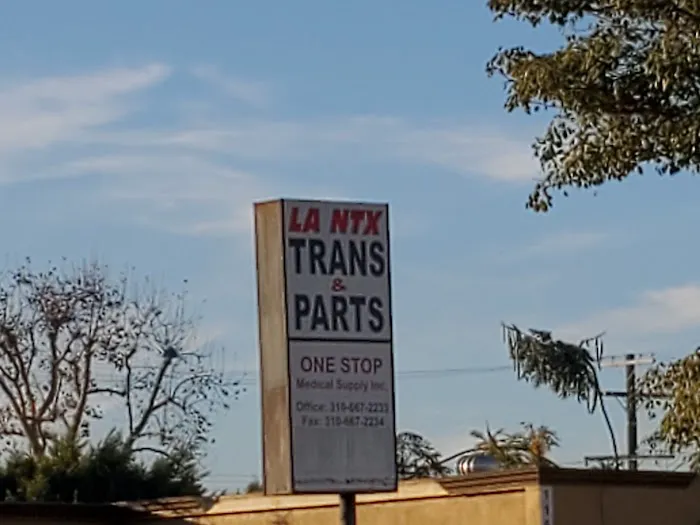 LA NTX
TRANS
&
PARTS
ONE STOP
Medical Supply Inc.
Office: 310-667-2233
Fax: 310-667-2234